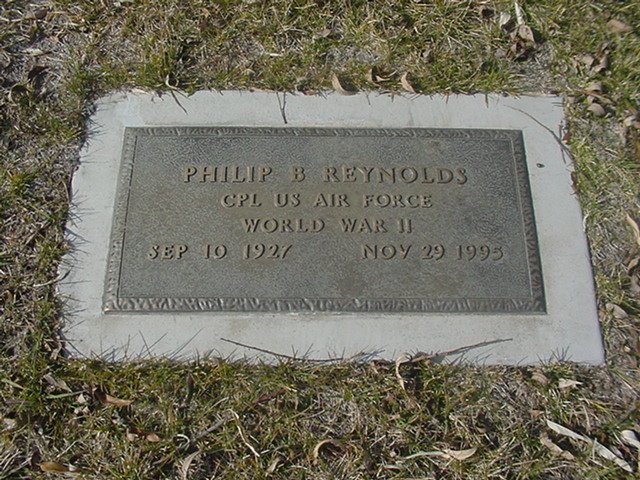 PHILIP B REYNOLDS
CPL US AIR FORCE
WORLD WAR II
SEP 10 1927 NOV 29 1995